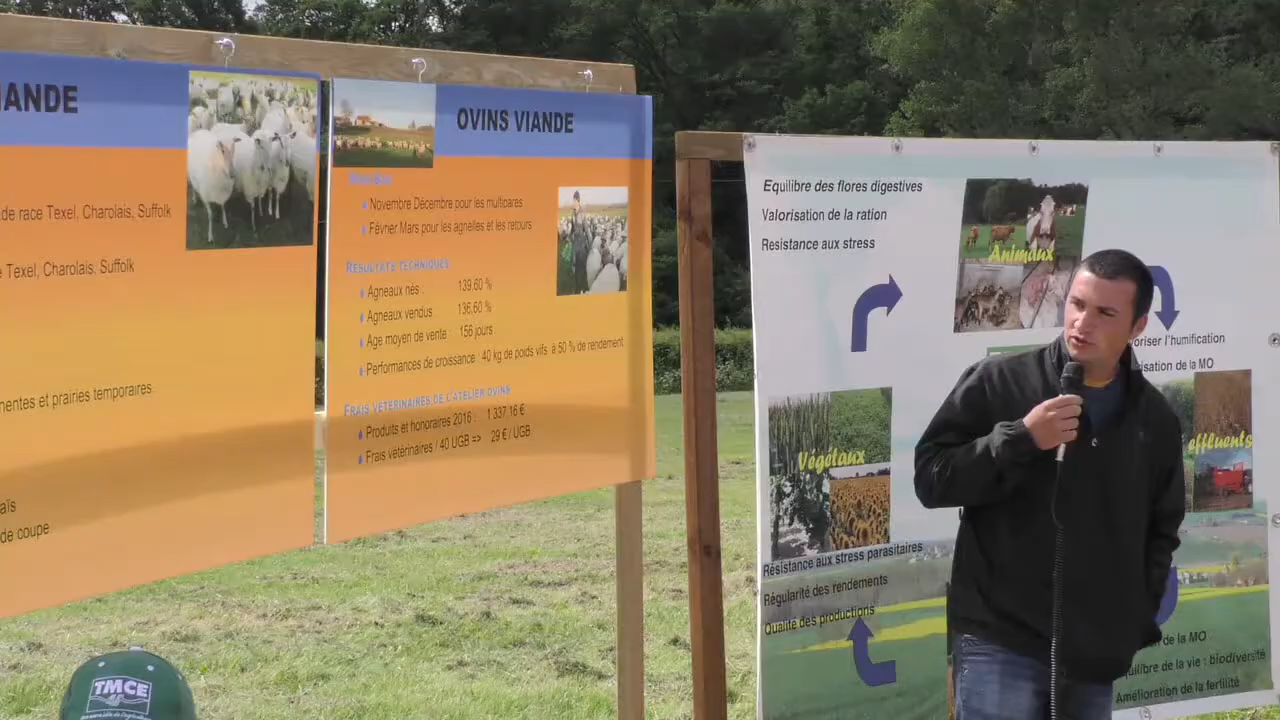 IANDE
de race Texel, Charolais, Suffolk
Texel, Charolais, Suffolk
nentes et prairies temporaires
aïs
de coupe
OVINS VIANDE
Novembre Décembre pour les multipares
Février Mars pour les agnelles et les retours
RESULTATS TECHNIQUES
Agneaux nés : 139.60 %
Agneaux vendus : 136.60 %
Age moyen de vente : 156 jours
Performances de croissance : 40 kg de poids vifs à 50 % de rendement
FRAIS VETERINAIRES DE L'ATELIER OVINS
Produits et honoraires 2016 : 1 337.16 €
Frais vétérinaires / 40 UGB => 29 € / UGB
Equilibre des flores digestives
Valorisation de la ration
Resistance aux stress
Animaux
oriser l'humification
isation de la MO
Végétaux
effluents
Résistance aux stress parasitaires
Régularité des rendements
Qualité des productions
n de la MO
quilibre de la vie : biodiversité
Amélioration de la fertilité
TMCE